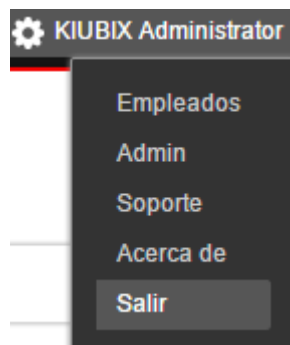 KIUBIX Administrator
Empleados
Admin
Soporte
Acerca de
Salir